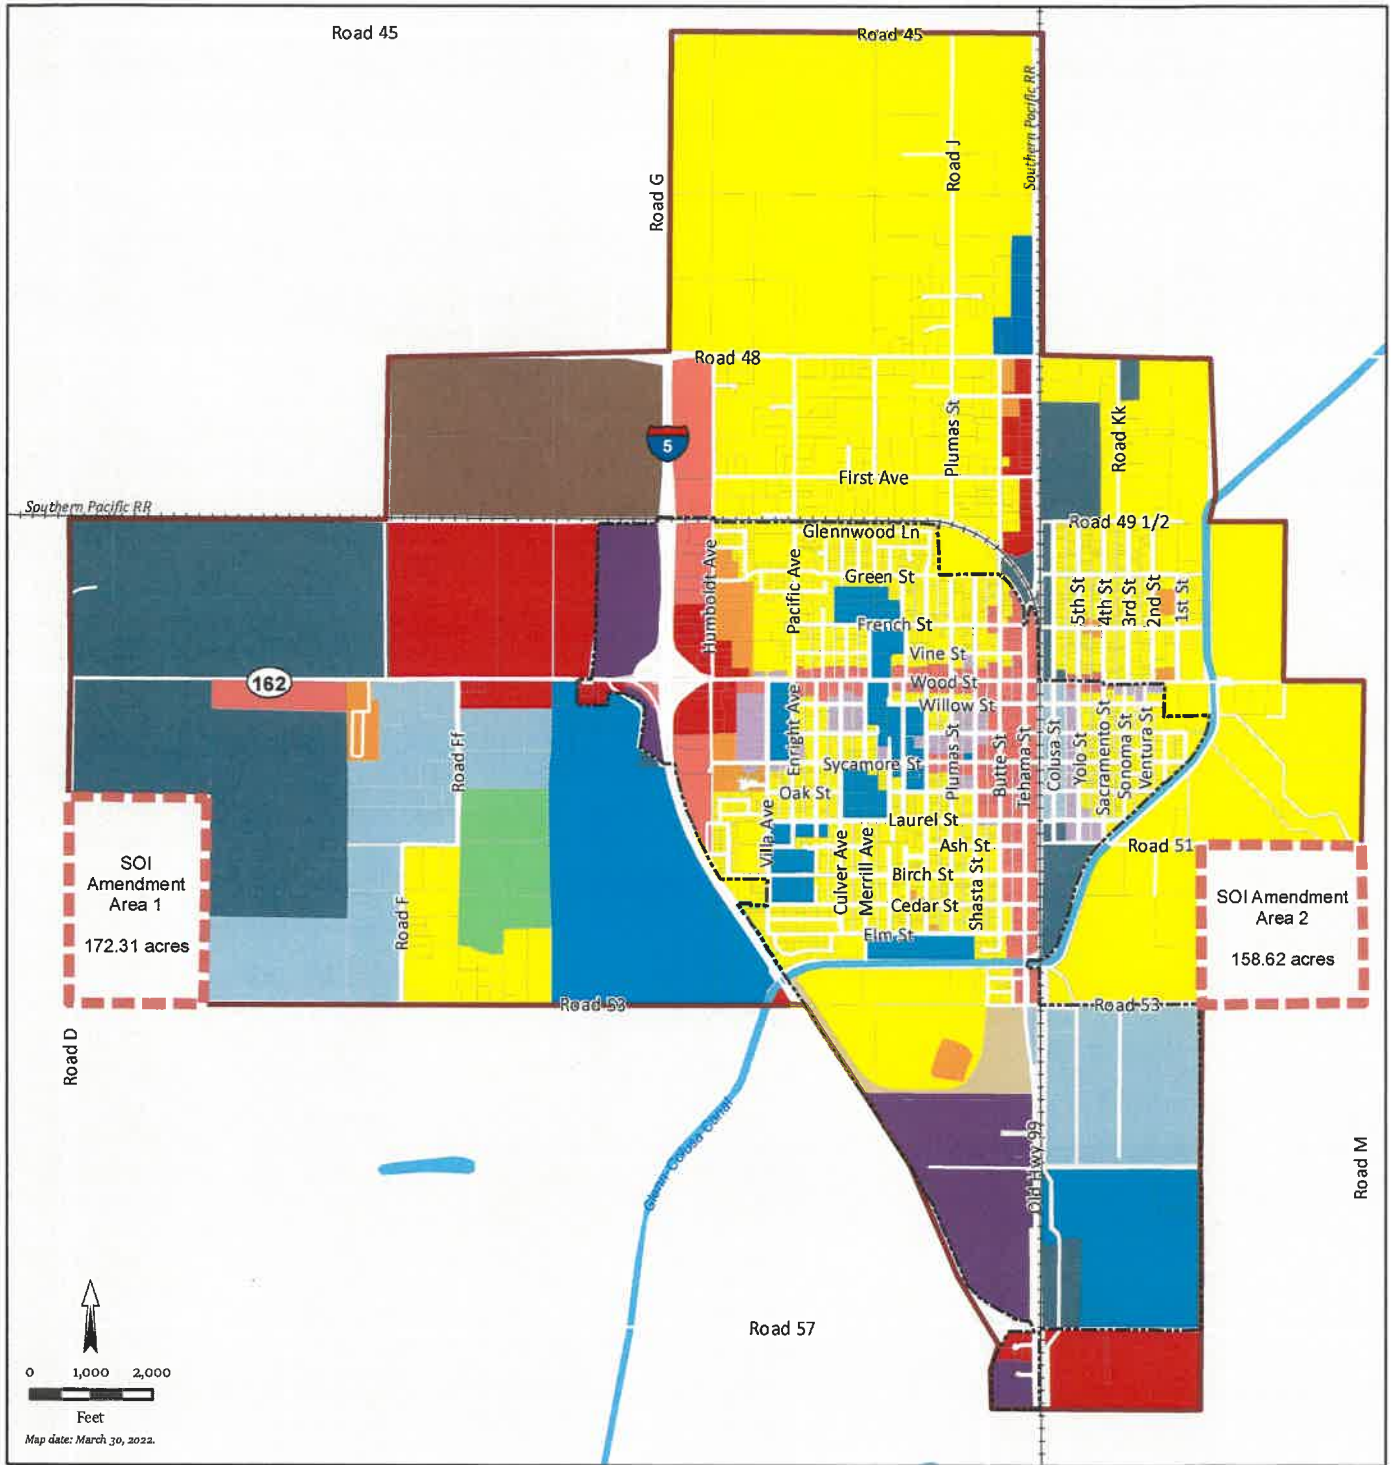 Road 45
Road 45
Southern Pacific RR
Road J
Road G
Road 48
5
Plumas St
Road Kk
First Ave
Southern Pacific RR
Road 49 1/2
Glennwood Ln
Humboldt Ave
Pacific Ave
Green St
5th St
4th St
3rd St
2nd St
1st St
French St
Vine St
162
Wood St
Willow St
Enright Ave
Plumas St
Butte St
Tehama St
Colusa St
Yolo St
Sacramento St
Sonoma St
Ventura St
Road Ff
Sycamore St
Oak St
Villa Ave
Laurel St
Culver Ave
Merrill Ave
Ash St
Shasta St
Road 51
Birch St
Cedar St
Elm St
SOI
Amendment
Area 1
172.31 acres
Road F
SOI Amendment
Area 2
158.62 acres
Road 53
Road 53
Road D
Glenn-Colusa Canal
Old Hwy 99
Road M
Road 57
0 1,000 2,000
Feet
Map date: March 30, 2022.